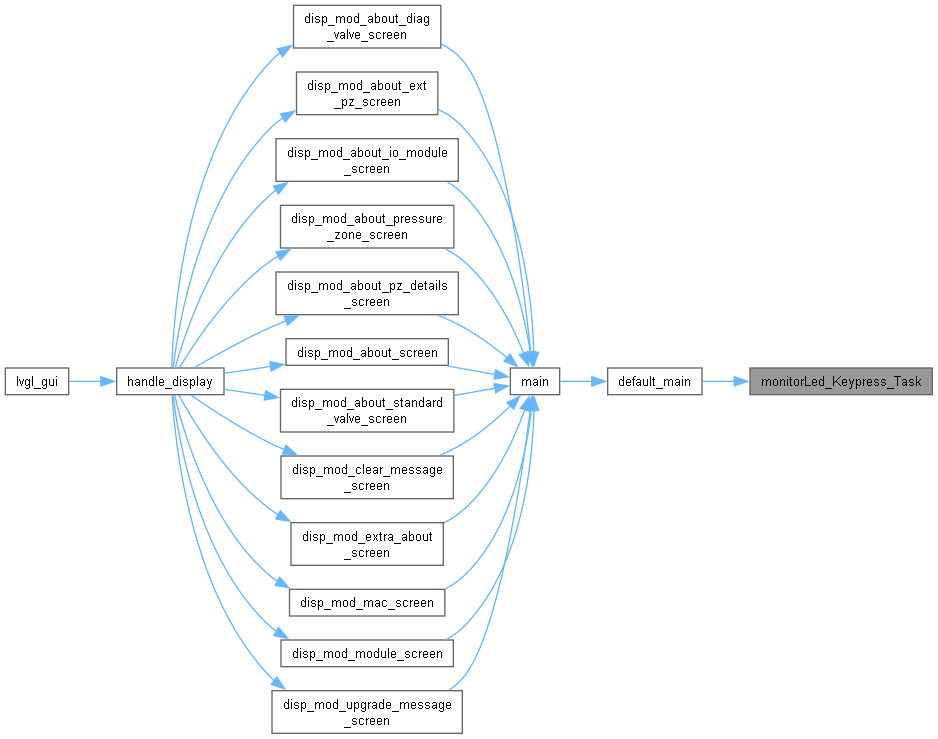 disp_mod_about_diag
_valve_screen
disp_mod_about_ext
_pz_screen
disp_mod_about_io_module
_screen
disp_mod_about_pressure
_zone_screen
disp_mod_about_pz_details
_screen
disp_mod_about_screen
lvgl_gui
handle_display
main
default_main
monitorLed_Keypress_Task
disp_mod_about_standard
_valve_screen
disp_mod_clear_message
_screen
disp_mod_extra_about
_screen
disp_mod_mac_screen
disp_mod_module_screen
disp_mod_upgrade_message
_screen